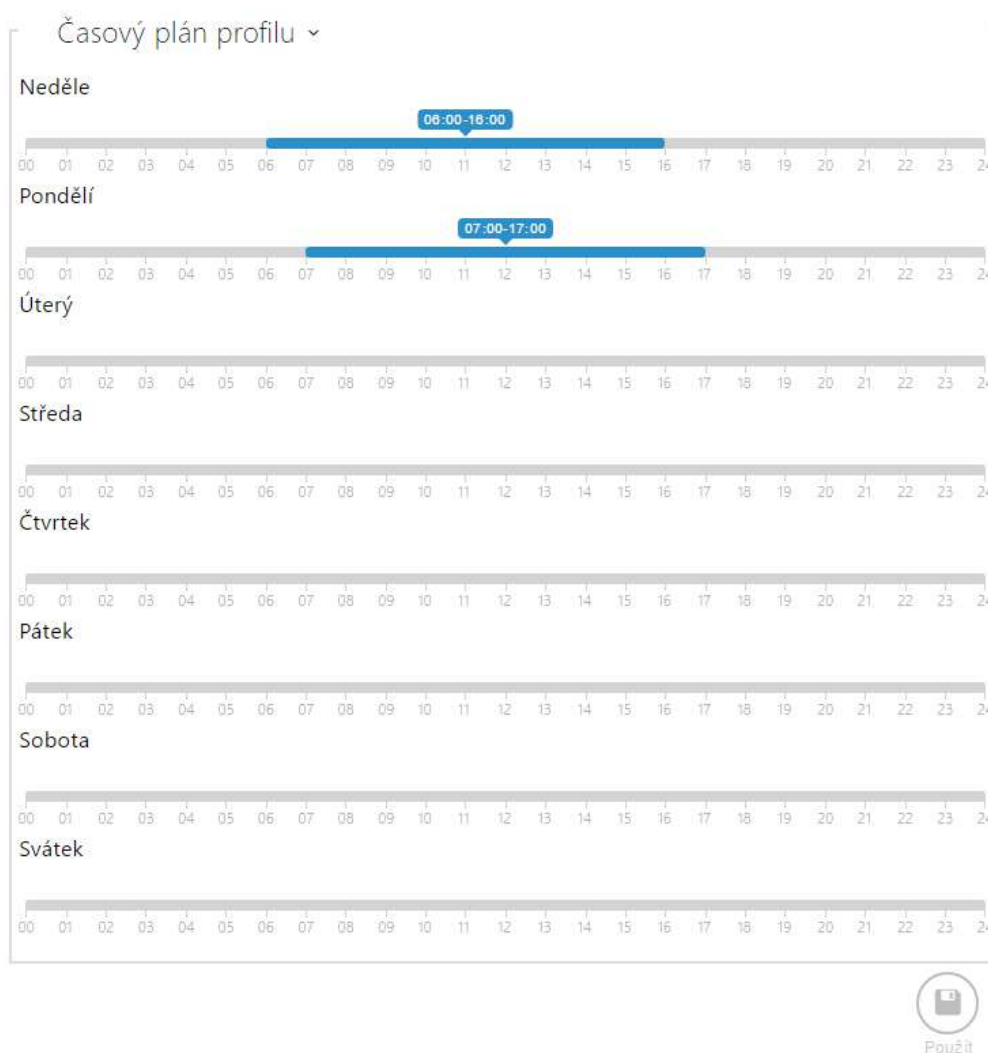 Časový plán profilu
Neděle
06:00-16:00
00 01 02 03 04 05 06 07 08 09 10 11 12 13 14 15 16 17 18 19 20 21 22 23
Pondělí
07:00-17:00
00 01 02 03 04 05 06 07 08 09 10 11 12 13 14 15 16 17 18 19 20 21 22 23
Úterý
00 01 02 03 04 05 06 07 08 09 10 11 12 13 14 15 16 17 18 19 20 21 22 23
Středa
00 01 02 03 04 05 06 07 08 09 10 11 12 13 14 15 16 17 18 19 20 21 22 23
Čtvrtek
00 01 02 03 04 05 06 07 08 09 10 11 12 13 14 15 16 17 18 19 20 21 22 23
Pátek
00 01 02 03 04 05 06 07 08 09 10 11 12 13 14 15 16 17 18 19 20 21 22 23
Sobota
00 01 02 03 04 05 06 07 08 09 10 11 12 13 14 15 16 17 18 19 20 21 22 23
Svátek
00 01 02 03 04 05 06 07 08 09 10 11 12 13 14 15 16 17 18 19 20 21 22 23
Použít